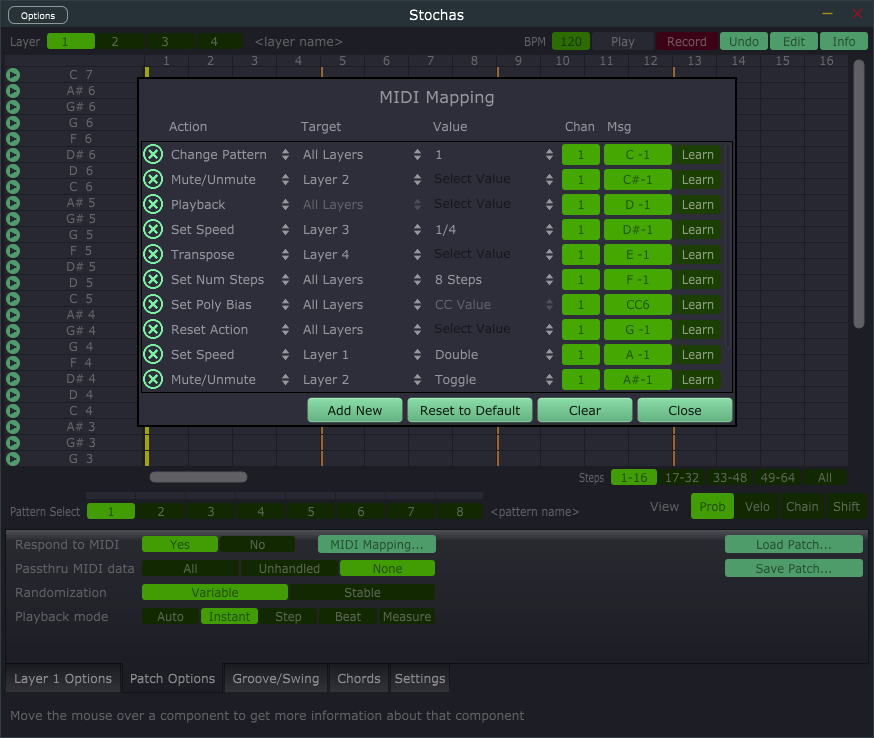 Options
Stochas
Layer 1 2 3 4 <layer name> BPM 120 Play Record Undo Edit Info
1 2 3 4 5 6 7 8 9 10 11 12 13 14 15 16
C 7
A# 6
G# 6
G 6
F 6
D# 6
D 6
C 6
A# 5
G# 5
G 5
F 5
D# 5
D 5
C 5
A# 4
G# 4
G 4
F 4
D# 4
D 4
C 4
A# 3
G# 3
G 3
MIDI Mapping
Action Target Value Chan Msg
Change Pattern All Layers 1 1 C -1 Learn
Mute/Unmute Layer 2 Select Value 1 C#-1 Learn
Playback All Layers Select Value 1 D -1 Learn
Set Speed Layer 3 1/4 1 D#-1 Learn
Transpose Layer 4 Select Value 1 E -1 Learn
Set Num Steps All Layers 8 Steps 1 F -1 Learn
Set Poly Bias All Layers CC Value 1 CC6 Learn
Reset Action All Layers Select Value 1 G -1 Learn
Set Speed Layer 1 Double 1 A -1 Learn
Mute/Unmute Layer 2 Toggle 1 A#-1 Learn
Add New Reset to Default Clear Close
Steps 1-16 17-32 33-48 49-64 All
Pattern Select 1 2 3 4 5 6 7 8 <pattern name> View Prob Velo Chain Shift
Respond to MIDI Yes No MIDI Mapping... Load Patch...
Passthru MIDI data All Unhandled None Save Patch...
Randomization Variable Stable
Playback mode Auto Instant Step Beat Measure
Layer 1 Options Patch Options Groove/Swing Chords Settings
Move the mouse over a component to get more information about that component